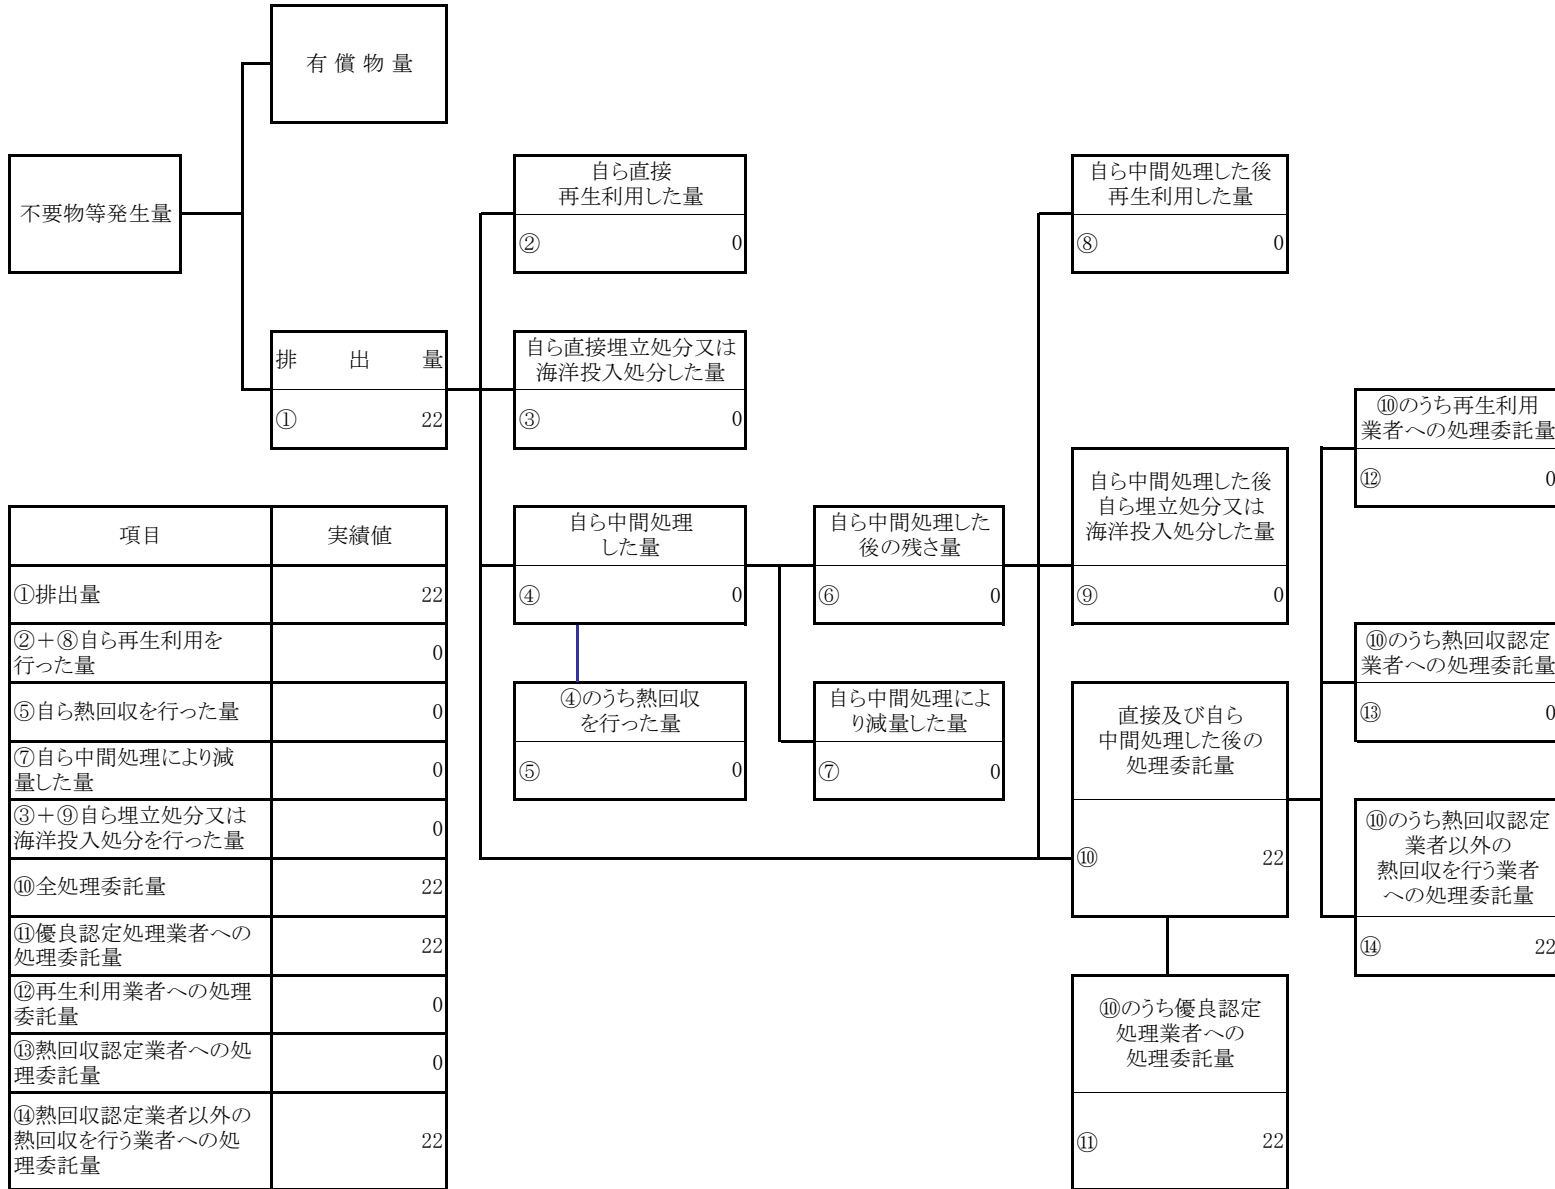 有 償 物 量
不要物等発生量
自ら直接
再生利用した量
② 0
自ら中間処理した後
再生利用した量
⑧ 0
排 出 量
① 22
自ら直接埋立処分又は
海洋投入処分した量
③ 0
⑩のうち再生利用
業者への処理委託量
⑫ 0
自ら中間処理した後
自ら埋立処分又は
海洋投入処分した量
⑨ 0
自ら中間処理
した量
④ 0
自ら中間処理した
後の残さ量
⑥ 0
⑩のうち熱回収認定
業者への処理委託量
⑬ 0
④のうち熱回収
を行った量
⑤ 0
自ら中間処理によ
り減量した量
⑦ 0
直接及び自ら
中間処理した後の
処理委託量
⑩ 22
⑩のうち熱回収認定
業者以外の
熱回収を行う業者
への処理委託量
⑭ 22
⑩のうち優良認定
処理業者への
処理委託量
⑪ 22
項目 実績値
①排出量 22
②＋⑧自ら再生利用を
行った量 0
⑤自ら熱回収を行った量 0
⑦自ら中間処理により減
量した量 0
③＋⑨自ら埋立処分又は
海洋投入処分を行った量 0
⑩全処理委託量 22
⑪優良認定処理業者への
処理委託量 22
⑫再生利用業者への処理
委託量 0
⑬熱回収認定業者への処
理委託量 0
⑭熱回収認定業者以外の
熱回収を行う業者への処
理委託量 22